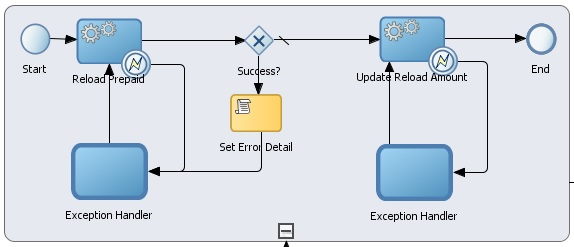 Start
Reload Prepaid
Success?
Update Reload Amount
End
Set Error Detail
Exception Handler
Exception Handler